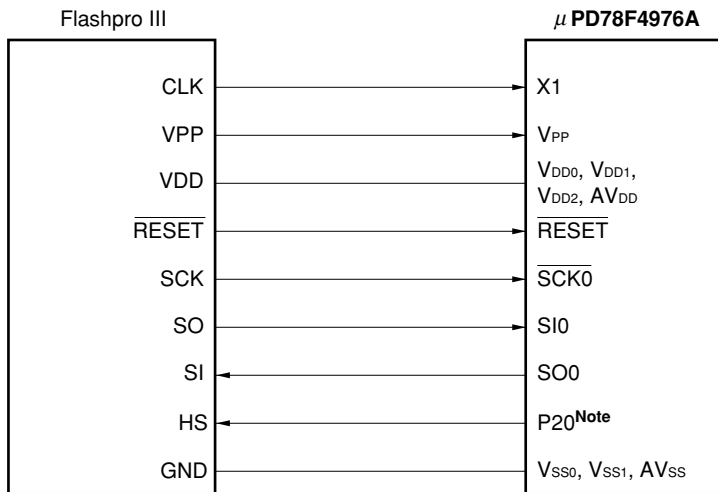 Flashpro III
μ PD78F4976A
CLK
X1
VPP
VPP
VDD
VDD0, VDD1,
VDD2, AVDD
RESET
RESET
SCK
SCK0
SO
SI0
SI
SO0
HS
P20Note
GND
VSS0, VSS1, AVSS